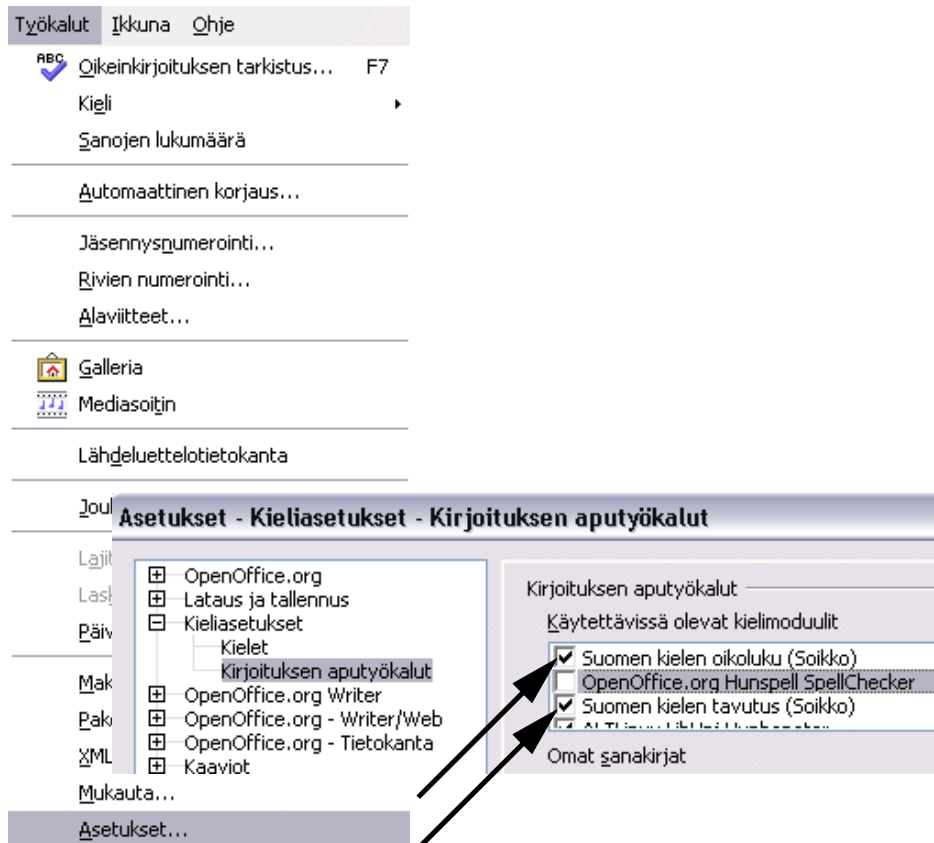 Työkalut Ikkuna Ohje
Oikeinkirjoituksen tarkistus... F7
Kieli
Sanojen lukumäärä
Automaattinen korjaus...
Jäsennysnumerointi...
Rivien numerointi...
Alaviitteet...
Galleria
Mediasoitin
Lähdeluettelotietokanta
Mukauta...
Asetukset...
Asetukset - Kieliasetukset - Kirjoituksen aputyökalut
OpenOffice.org
Lataus ja tallennus
Kieliasetukset
Kielet
Kirjoituksen aputyökalut
OpenOffice.org Writer
OpenOffice.org - Writer/Web
OpenOffice.org - Tietokanta
Kaaviot
Kirjoituksen aputyökalut
Käytettävissä olevat kielimoduulit
Suomen kielen oikoluku (Soikko)
OpenOffice.org Hunspell SpellChecker
Suomen kielen tavutus (Soikko)
Omat sanakirjat